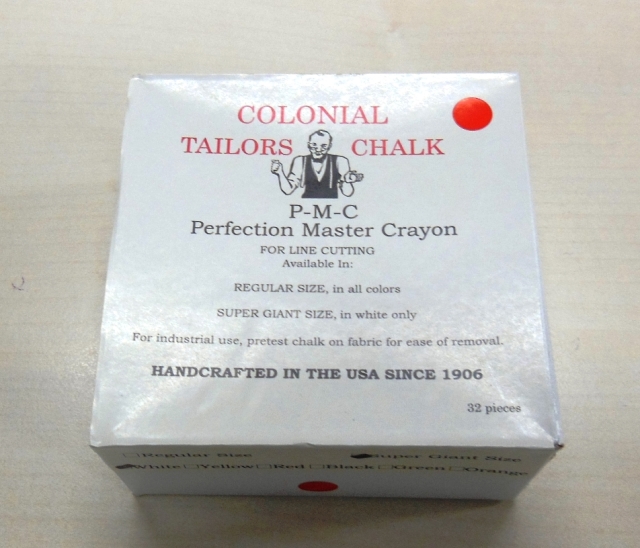 COLONIAL
TAILORS CHALK
P-M-C
Perfection Master Crayon
FOR LINE CUTTING
Available In:
REGULAR SIZE, in all colors
SUPER GIANT SIZE, in white only
For industrial use, pretest chalk on fabric for ease of removal.
HANDCRAFTED IN THE USA SINCE 1906
32 pieces
Regular Size Super Giant Size
White Yellow Red Black Green Orange